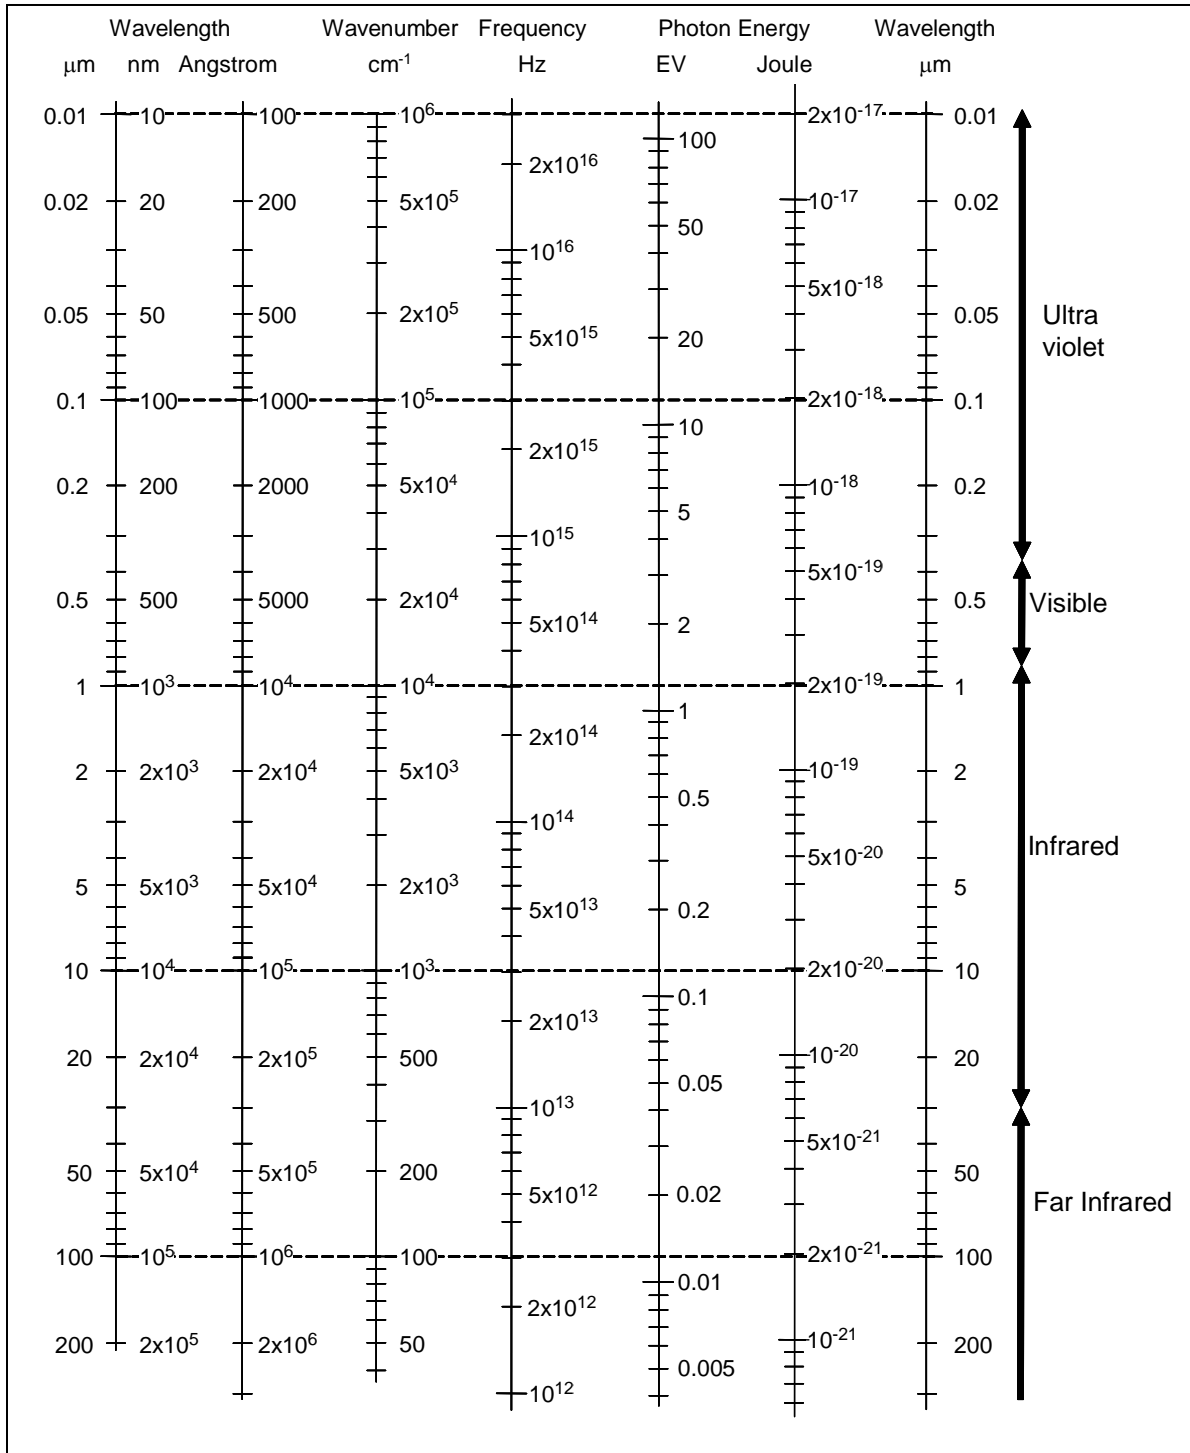 Wavelength Wavenumber Frequency Photon Energy Wavelength
μm nm Angstrom cm⁻¹ Hz EV Joule μm
0.01 10 100 10⁶ 2x10⁻¹⁷ 0.01
100
2x10¹⁶
0.02 20 200 5x10⁵ 10⁻¹⁷ 0.02
50
10¹⁶
5x10⁻¹⁸
0.05 50 500 2x10⁵ 0.05 Ultra
5x10¹⁵ 20 violet
0.1 100 1000 10⁵ 2x10⁻¹⁸ 0.1
10
2x10¹⁵
0.2 200 2000 5x10⁴ 10⁻¹⁸ 0.2
5
10¹⁵
5x10⁻¹⁹
0.5 500 5000 2x10⁴ 0.5 Visible
5x10¹⁴ 2
1 10³ 10⁴ 10⁴ 2x10⁻¹⁹ 1
1
2x10¹⁴
2 2x10³ 2x10⁴ 5x10³ 10⁻¹⁹ 2
0.5
10¹⁴
Infrared
5x10⁻²⁰
5 5x10³ 5x10⁴ 2x10³ 5
5x10¹³ 0.2
10 10⁴ 10⁵ 10³ 2x10⁻²⁰ 10
0.1
2x10¹³
20 2x10⁴ 2x10⁵ 500 10⁻²⁰ 20
0.05
10¹³
5x10⁻²¹
50 5x10⁴ 5x10⁵ 200 50
5x10¹² 0.02 Far Infrared
100 10⁵ 10⁶ 100 2x10⁻²¹ 100
0.01
2x10¹²
200 2x10⁵ 2x10⁶ 50 10⁻²¹ 200
0.005
10¹²